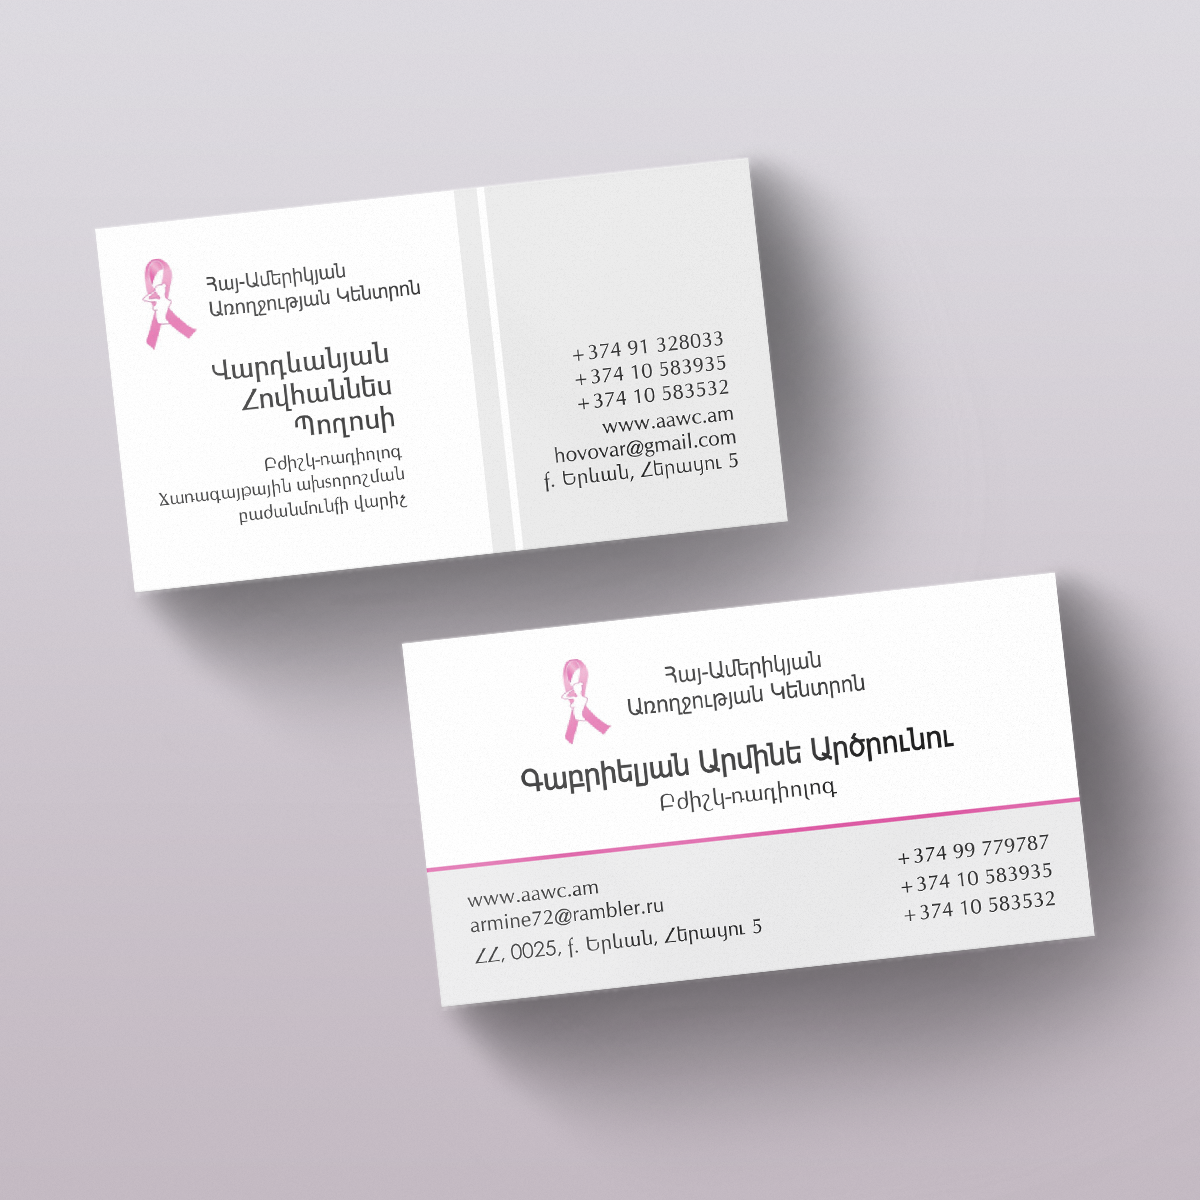 Հայ-Ամերիկյան
Առողջության Կենտրոն
Վարդևանյան
Հովհաննես
Պողոսի
Բժիշկ-ռադիոլոգ
Ճառագայթային ախտորոշման
բաժանմունքի վարիչ
+374 91 328033
+374 10 583935
+374 10 583532
www.aawc.am
hovovar@gmail.com
ք. Երևան, Հերացու 5
Հայ-Ամերիկյան
Առողջության Կենտրոն
Գաբրիելյան Արմինե Արծրունու
Բժիշկ-ռադիոլոգ
www.aawc.am
armine72@rambler.ru
ՀՀ, 0025, ք. Երևան, Հերացու 5
+374 99 779787
+374 10 583935
+374 10 583532